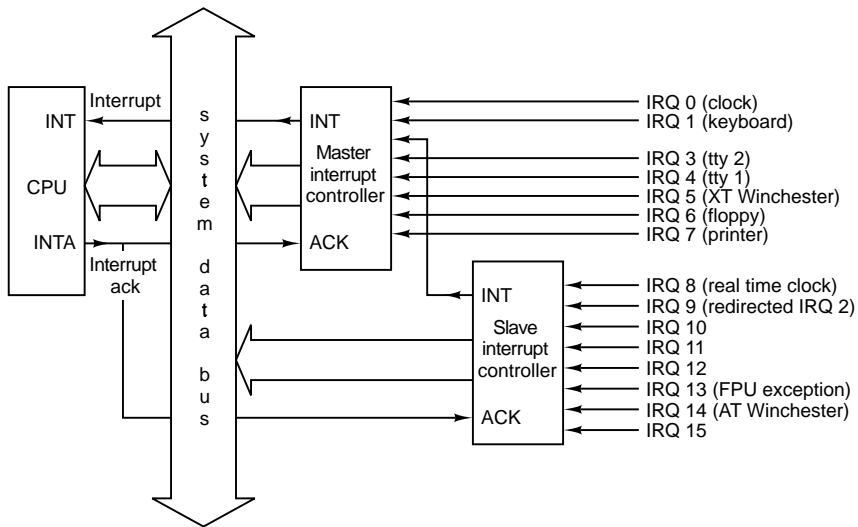 Interrupt
INT
CPU
INTA
Interrupt
ack
system data bus
INT
Master
interrupt
controller
ACK
IRQ 0 (clock)
IRQ 1 (keyboard)
IRQ 3 (tty 2)
IRQ 4 (tty 1)
IRQ 5 (XT Winchester)
IRQ 6 (floppy)
IRQ 7 (printer)
INT
Slave
interrupt
controller
ACK
IRQ 8 (real time clock)
IRQ 9 (redirected IRQ 2)
IRQ 10
IRQ 11
IRQ 12
IRQ 13 (FPU exception)
IRQ 14 (AT Winchester)
IRQ 15